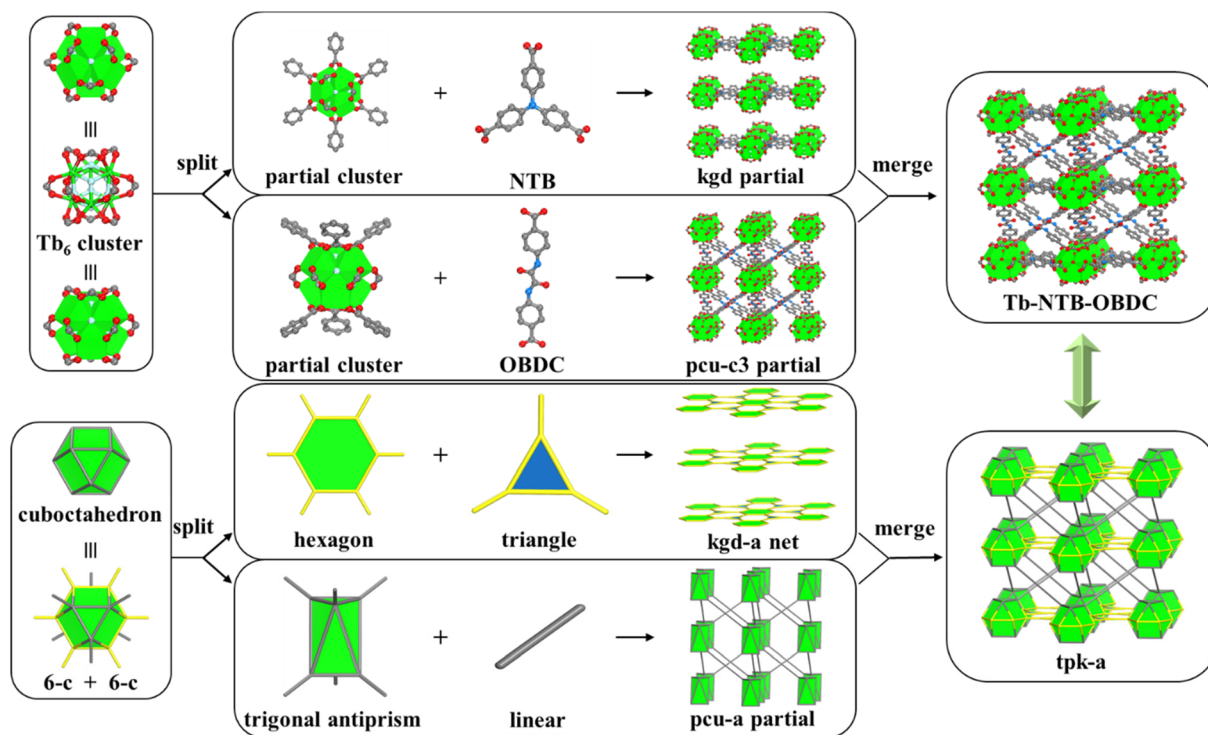 Tb6 cluster
split
partial cluster
+
NTB
kgd partial
partial cluster
+
OBDC
pcu-c3 partial
merge
Tb-NTB-OBDC
cuboctahedron
6-c + 6-c
split
hexagon
+
triangle
kgd-a net
trigonal antiprism
+
linear
pcu-a partial
merge
tpk-a